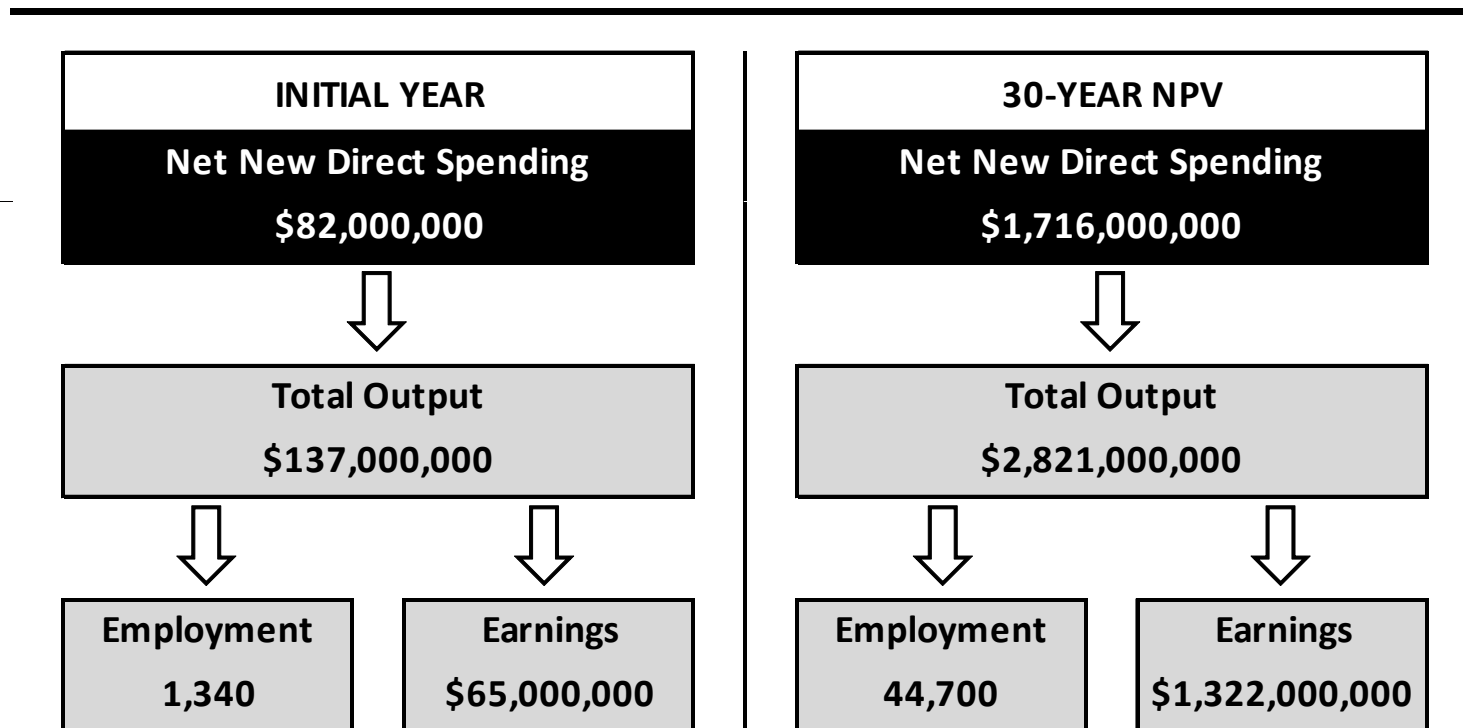 INITIAL YEAR
Net New Direct Spending
$82,000,000
Total Output
$137,000,000
Employment
1,340
Earnings
$65,000,000
30-YEAR NPV
Net New Direct Spending
$1,716,000,000
Total Output
$2,821,000,000
Employment
44,700
Earnings
$1,322,000,000